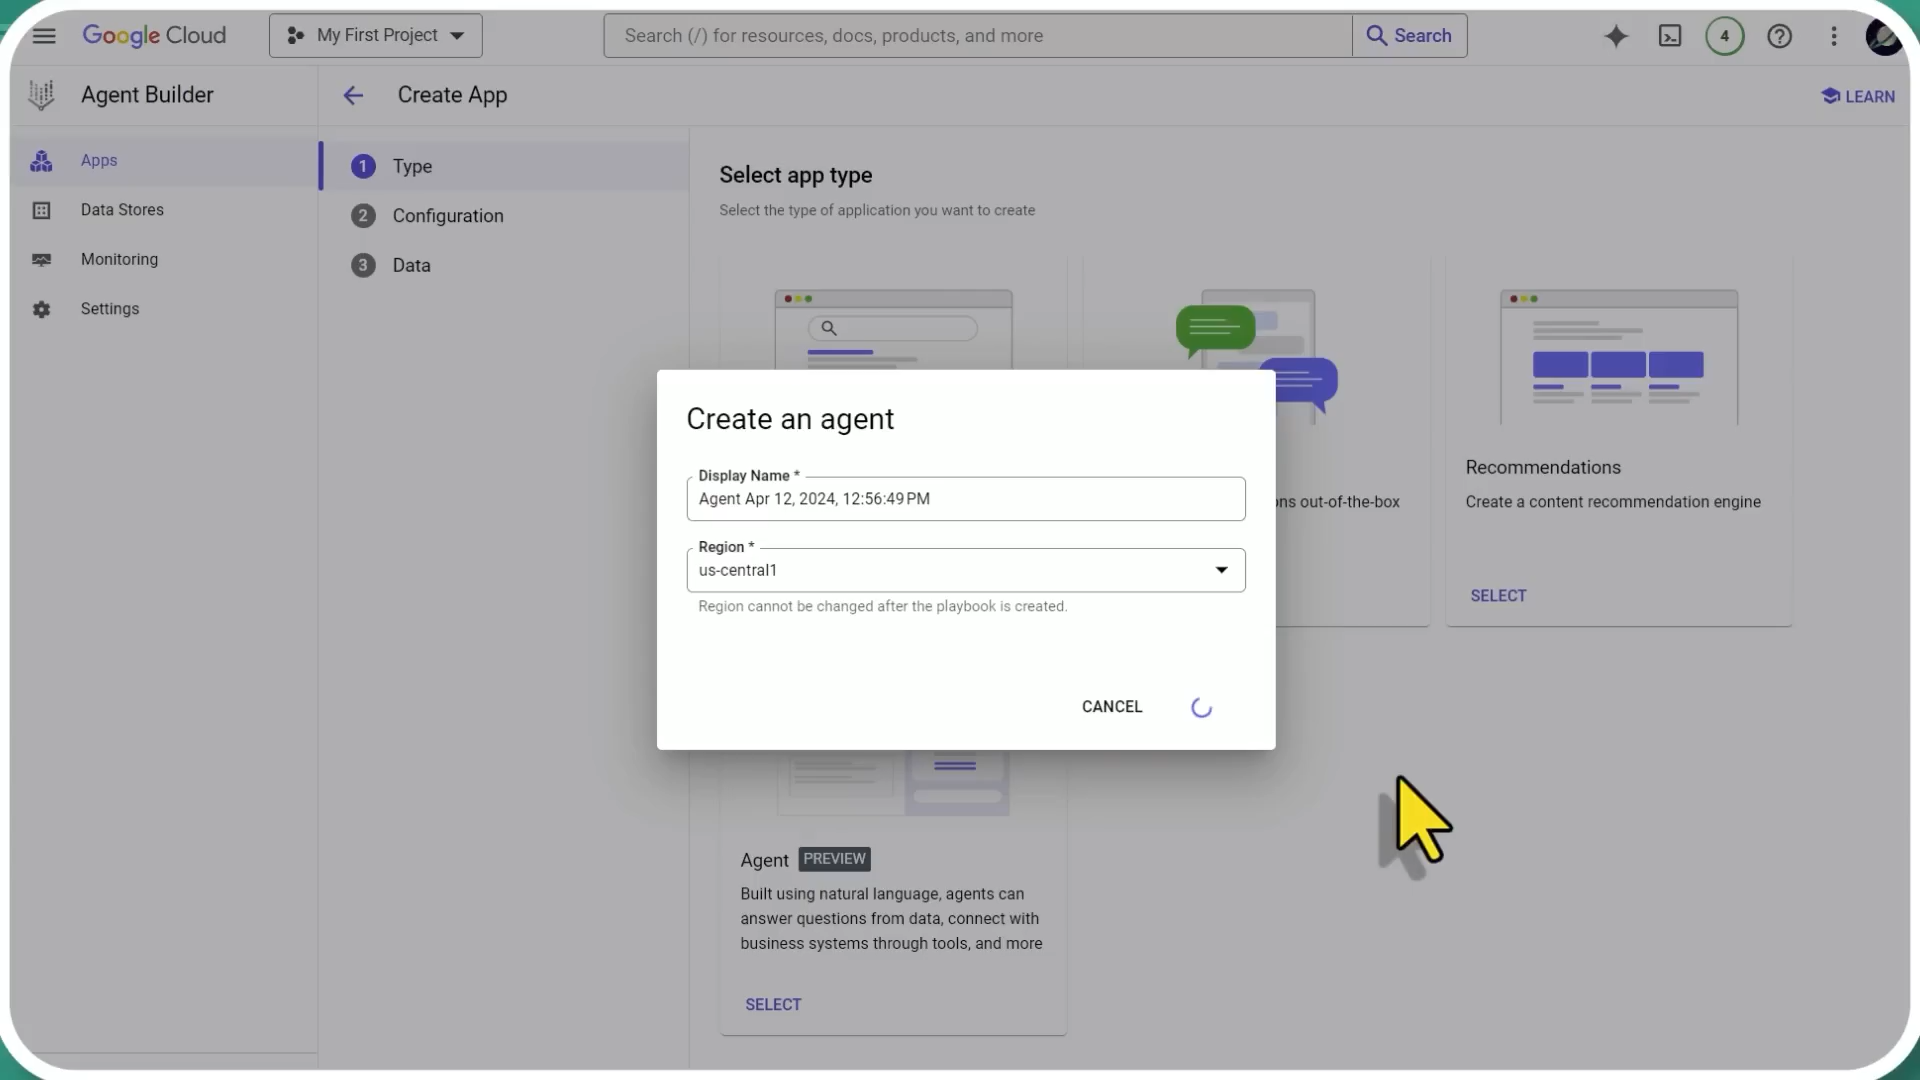 Google Cloud
My First Project
Search (/) for resources, docs, products, and more
Search
4
Agent Builder
Create App
LEARN
Apps
Data Stores
Monitoring
Settings
1 Type
2 Configuration
3 Data
Select app type
Select the type of application you want to create
Create an agent
Display Name *
Agent Apr 12, 2024, 12:56:49 PM
Region *
us-central1
Region cannot be changed after the playbook is created.
CANCEL
out-of-the-box
Recommendations
Create a content recommendation engine
SELECT
Agent PREVIEW
Built using natural language, agents can
answer questions from data, connect with
business systems through tools, and more
SELECT